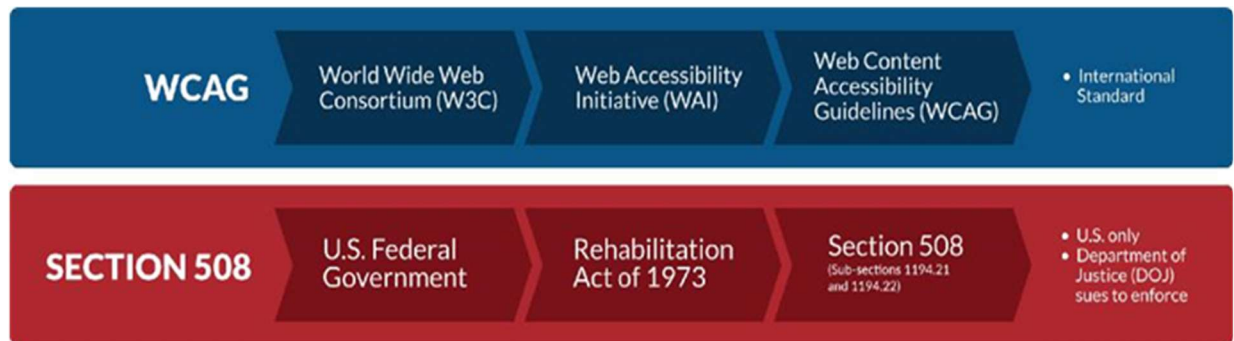 WCAG
World Wide Web
Consortium (W3C)
Web Accessibility
Initiative (WAI)
Web Content
Accessibility
Guidelines (WCAG)
• International
Standard
SECTION 508
U.S. Federal
Government
Rehabilitation
Act of 1973
Section 508
(Sub-sections 1194.21
and 1194.22)
• U.S. only
• Department of
Justice (DOJ)
sues to enforce